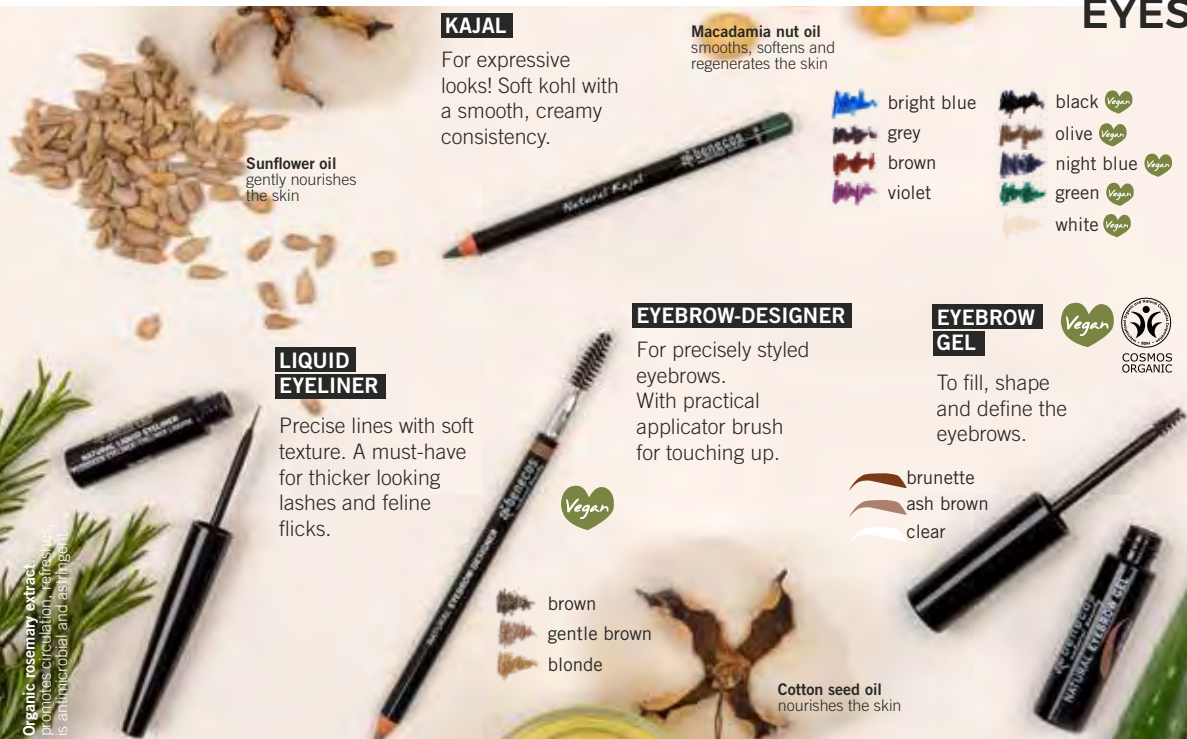 EYES
KAJAL
For expressive
looks! Soft kohl with
a smooth, creamy
consistency.
Macadamia nut oil
smooths, softens and
regenerates the skin
Sunflower oil
gently nourishes
the skin
benecos
Natural Kajal
bright blue
grey
brown
violet
black Vegan
olive Vegan
night blue Vegan
green Vegan
white Vegan
LIQUID
EYELINER
Precise lines with soft
texture. A must-have
for thicker looking
lashes and feline
flicks.
NATURAL LIQUID EYELINER
Organic rosemary extract
promotes circulation, refreshes,
is antimicrobial and astringent
EYEBROW-DESIGNER
For precisely styled
eyebrows.
With practical
applicator brush
for touching up.
Vegan
benecos
NATURAL EYEBROW DESIGNER
brown
gentle brown
blonde
EYEBROW
GEL
Vegan
COSMOS
ORGANIC
To fill, shape
and define the
eyebrows.
brunette
ash brown
clear
benecos
NATURAL EYEBROW GEL
Cotton seed oil
nourishes the skin